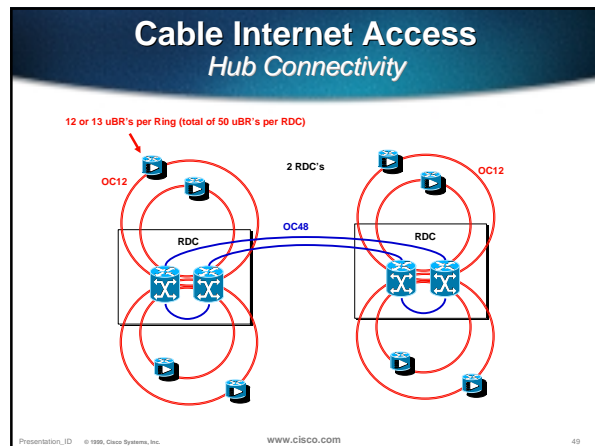 Cable Internet Access
Hub Connectivity
12 or 13 uBR's per Ring (total of 50 uBR's per RDC)
2 RDC's
OC12
OC12
OC48
RDC
RDC
Presentation_ID © 1999, Cisco Systems, Inc. www.cisco.com 49